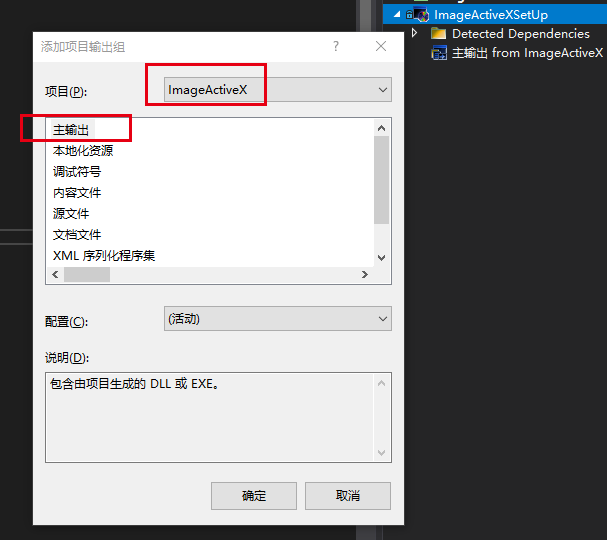 添加项目输出组
?
项目(P):
ImageActiveX
主输出
本地化资源
调试符号
内容文件
源文件
文档文件
XML 序列化程序集
配置(C):
(活动)
说明(D):
包含由项目生成的 DLL 或 EXE。
确定
取消
ImageActiveXSetUp
Detected Dependencies
主输出 from ImageActiveX